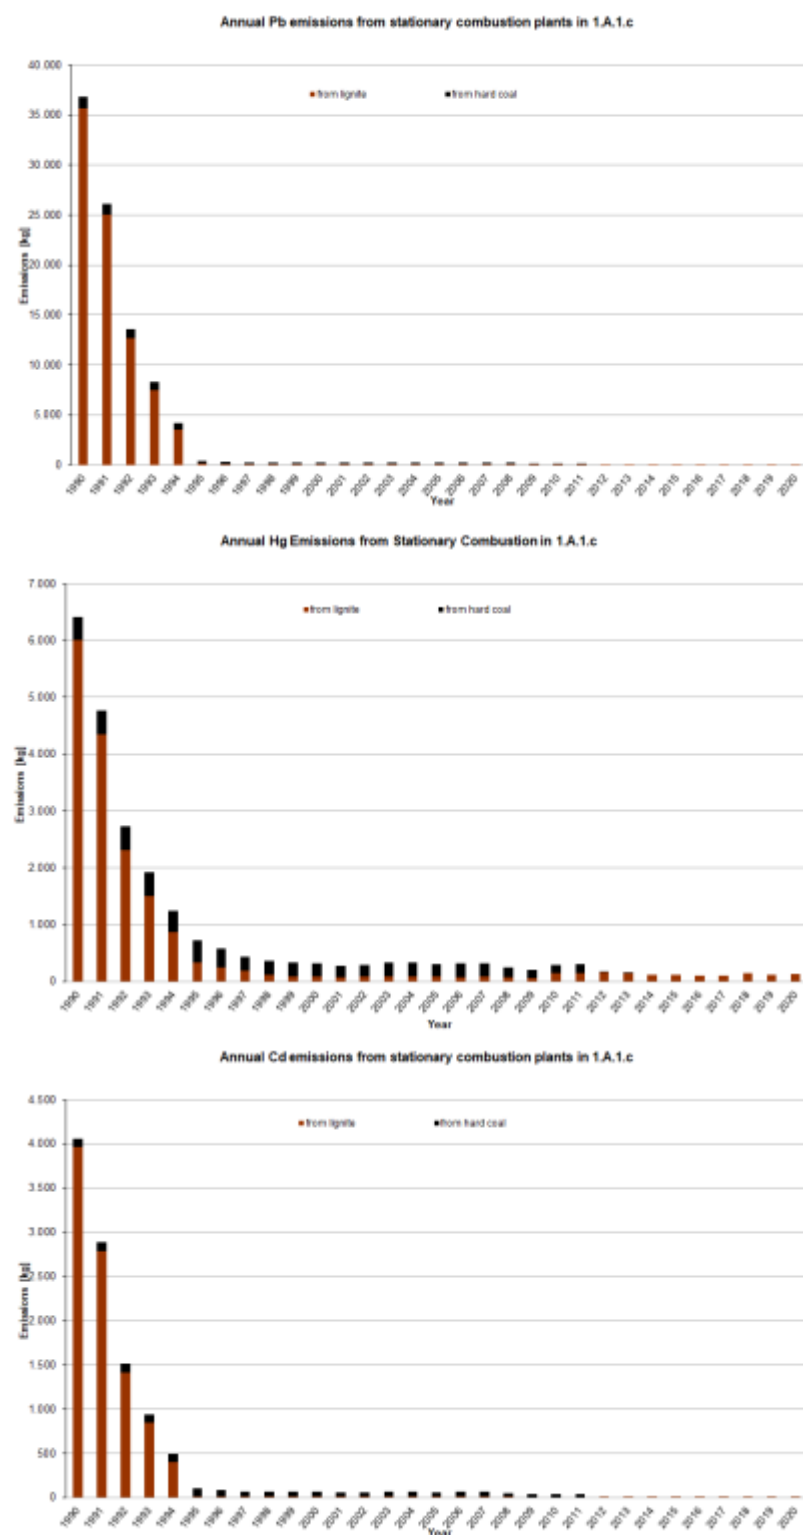 Annual Pb emissions from stationary combustion plants in 1.A.1.c
from lignite from hard coal
40.000
35.000
30.000
25.000
20.000
15.000
10.000
5.000
0
Emissions [kg]
1990 1991 1992 1993 1994 1995 1996 1997 1998 1999 2000 2001 2002 2003 2004 2005 2006 2007 2008 2009 2010 2011 2012 2013 2014 2015 2016 2017 2018 2019 2020
Year
Annual Hg Emissions from Stationary Combustion in 1.A.1.c
from lignite from hard coal
7.000
6.000
5.000
4.000
3.000
2.000
1.000
0
Emissions [kg]
1990 1991 1992 1993 1994 1995 1996 1997 1998 1999 2000 2001 2002 2003 2004 2005 2006 2007 2008 2009 2010 2011 2012 2013 2014 2015 2016 2017 2018 2019 2020
Year
Annual Cd emissions from stationary combustion plants in 1.A.1.c
from lignite from hard coal
4.500
4.000
3.500
3.000
2.500
2.000
1.500
1.000
500
0
Emissions [kg]
1990 1991 1992 1993 1994 1995 1996 1997 1998 1999 2000 2001 2002 2003 2004 2005 2006 2007 2008 2009 2010 2011 2012 2013 2014 2015 2016 2017 2018 2019 2020
Year